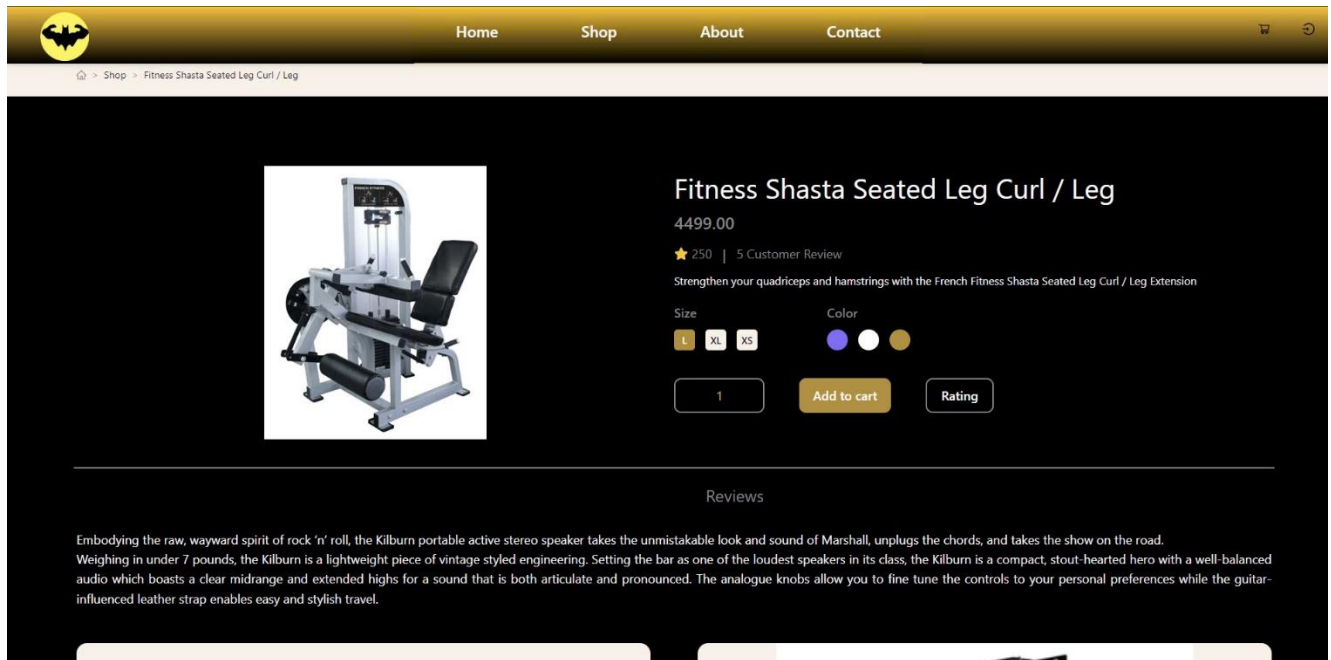 Home Shop About Contact
> Shop > Fitness Shasta Seated Leg Curl / Leg
Fitness Shasta Seated Leg Curl / Leg
4499.00
250 | 5 Customer Review
Strengthen your quadriceps and hamstrings with the French Fitness Shasta Seated Leg Curl / Leg Extension
Size Color
L XL XS
1 Add to cart Rating
Reviews
Embodying the raw, wayward spirit of rock ‘n’ roll, the Kilburn portable active stereo speaker takes the unmistakable look and sound of Marshall, unplugs the chords, and takes the show on the road.
Weighing in under 7 pounds, the Kilburn is a lightweight piece of vintage styled engineering. Setting the bar as one of the loudest speakers in its class, the Kilburn is a compact, stout-hearted hero with a well-balanced
audio which boasts a clear midrange and extended highs for a sound that is both articulate and pronounced. The analogue knobs allow you to fine tune the controls to your personal preferences while the guitar-
influenced leather strap enables easy and stylish travel.